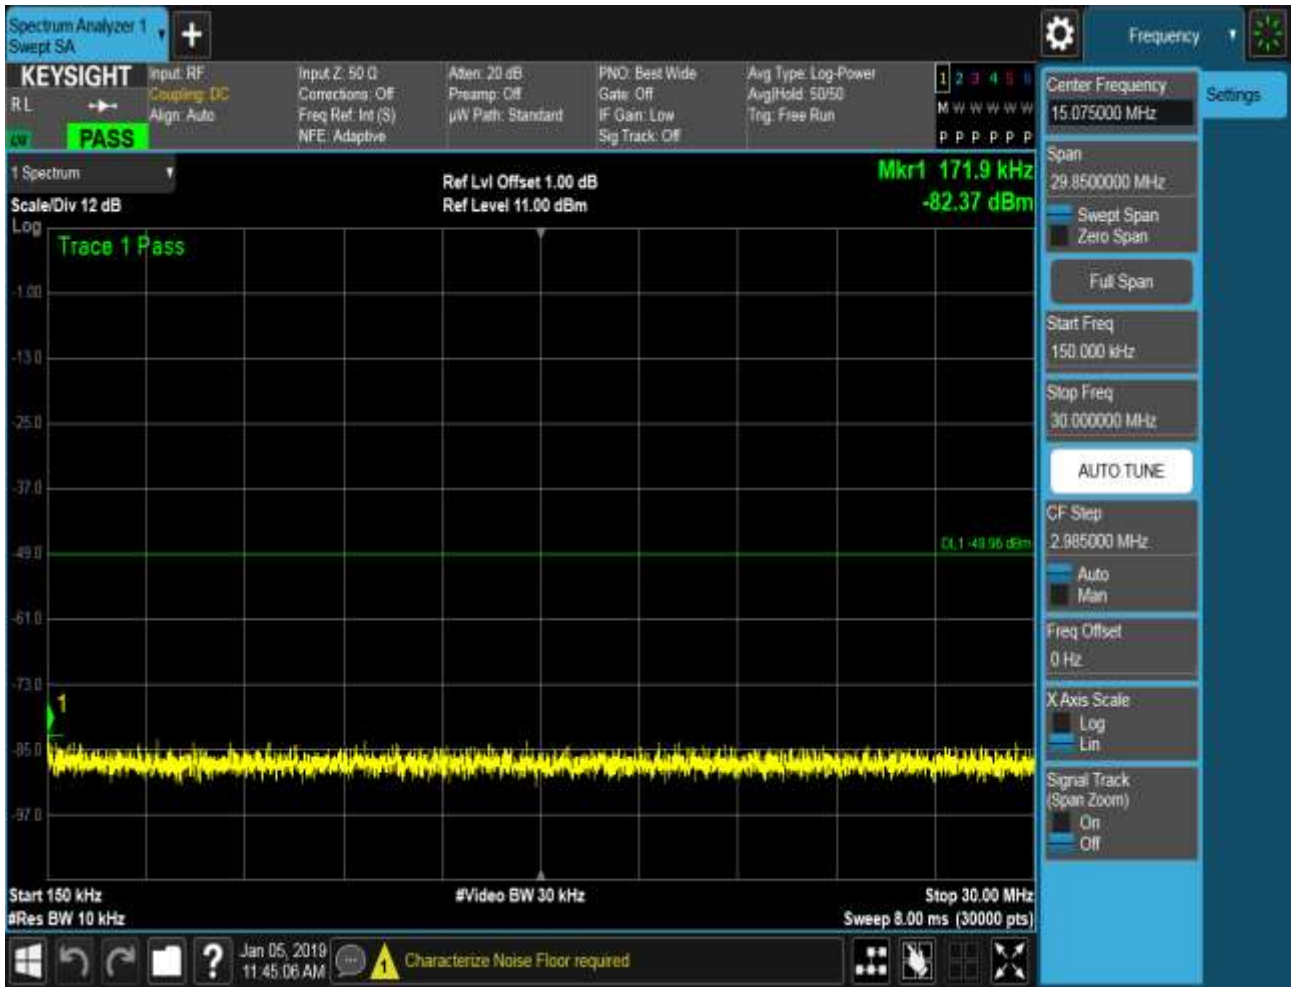 Spectrum Analyzer 1
Swept SA
+
Frequency
KEYSIGHT
R L
PASS
Input: RF
Coupling: DC
Align: Auto
Input Z: 50 Ω
Corrections: Off
Freq Ref: Int (S)
NFE: Adaptive
Atten: 20 dB
Preamp: Off
µW Path: Standard
PNO: Best Wide
Gate: Off
IF Gain: Low
Sig Track: Off
Avg Type: Log-Power
Avg|Hold: 50/50
Trig: Free Run
1 2 3 4 5 6
M W W W W W
P P P P P P
1 Spectrum
Scale/Div 12 dB
Log
Ref Lvl Offset 1.00 dB
Ref Level 11.00 dBm
Mkr1 171.9 kHz
-82.37 dBm
Trace 1 Pass
-1.00
-13.0
-25.0
-37.0
-49.0
-61.0
-73.0
-85.0
-97.0
DL1 -49.96 dBm
1
Start 150 kHz
#Res BW 10 kHz
#Video BW 30 kHz
Stop 30.00 MHz
Sweep 8.00 ms (30000 pts)
Center Frequency
15.075000 MHz
Settings
Span
29.8500000 MHz
Swept Span
Zero Span
Full Span
Start Freq
150.000 kHz
Stop Freq
30.000000 MHz
AUTO TUNE
CF Step
2.985000 MHz
Auto
Man
Freq Offset
0 Hz
X Axis Scale
Log
Lin
Signal Track
(Span Zoom)
On
Off
?
Jan 05, 2019
11:45:06 AM
1
Characterize Noise Floor required